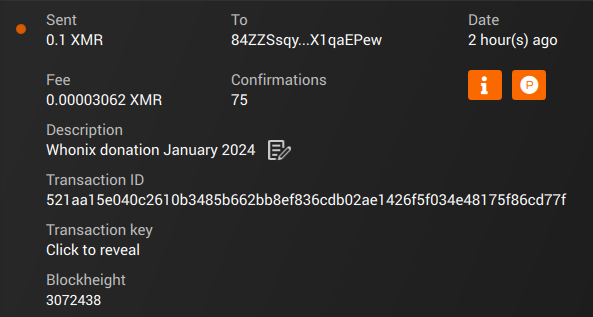 Sent To Date
0.1 XMR 84ZZSsqy...X1qaEPew 2 hour(s) ago
Fee Confirmations
0.00003062 XMR 75 P
Description
Whonix donation January 2024
Transaction ID
521aa15e040c2610b3485b662bb8ef836cdb02ae1426f5f034e48175f86cd77f
Transaction key
Click to reveal
Blockheight
3072438